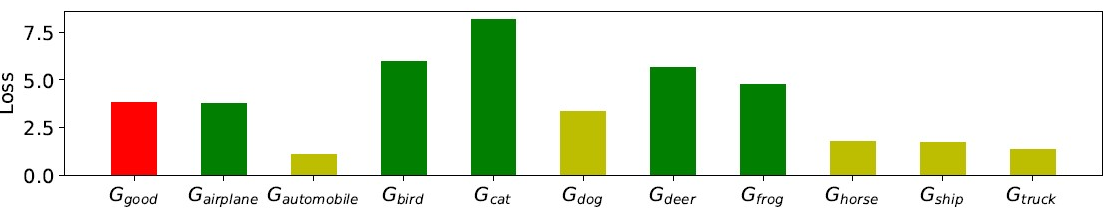 7.5
5.0
2.5
0.0
Loss
G_good G_airplane G_automobile G_bird G_cat G_dog G_deer G_frog G_horse G_ship G_truck